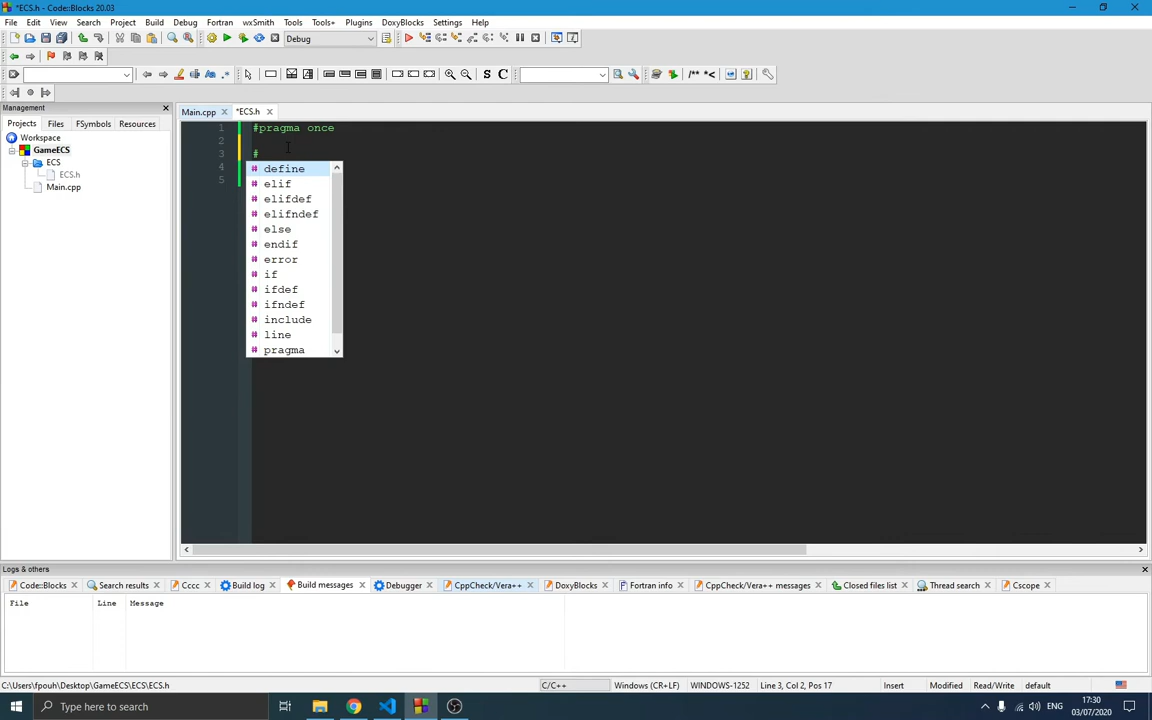 *ECS.h - Code::Blocks 20.03
File Edit View Search Project Build Debug Fortran wxSmith Tools Tools+ Plugins DoxyBlocks Settings Help
Debug
S C /** *<
Management
Projects Files FSymbols Resources
Workspace
GameECS
ECS
ECS.h
Main.cpp
Main.cpp *ECS.h
1 #pragma once
2
3 #
4
5
define
elif
elifdef
elifndef
else
endif
error
if
ifdef
ifndef
include
line
pragma
Logs & others
Code::Blocks Search results Cccc Build log Build messages Debugger CppCheck/Vera++ DoxyBlocks Fortran info CppCheck/Vera++ messages Closed files list Thread search Cscope
File Line Message
C:\Users\fpouh\Desktop\GameECS\ECS\ECS.h C/C++ Windows (CR+LF) WINDOWS-1252 Line 3, Col 2, Pos 17 Insert Modified Read/Write default
Type here to search
ENG
17:30
03/07/2020